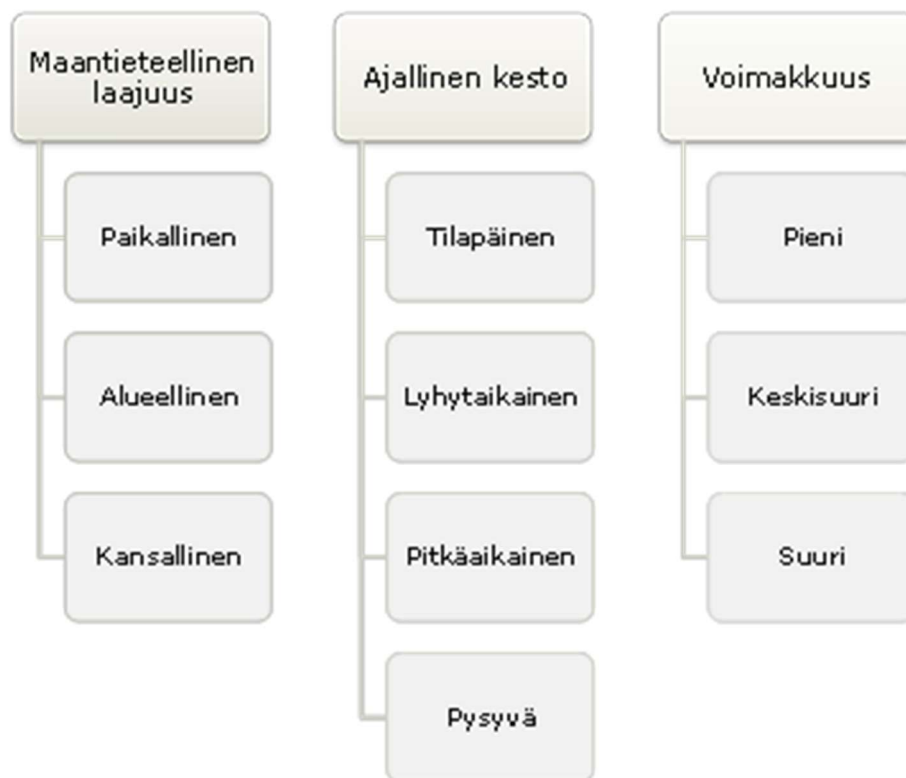 Maantieteellinen
laajuus
Paikallinen
Alueellinen
Kansallinen
Ajallinen kesto
Tilapäinen
Lyhytaikainen
Pitkäaikainen
Pysyvä
Voimakkuus
Pieni
Keskisuuri
Suuri